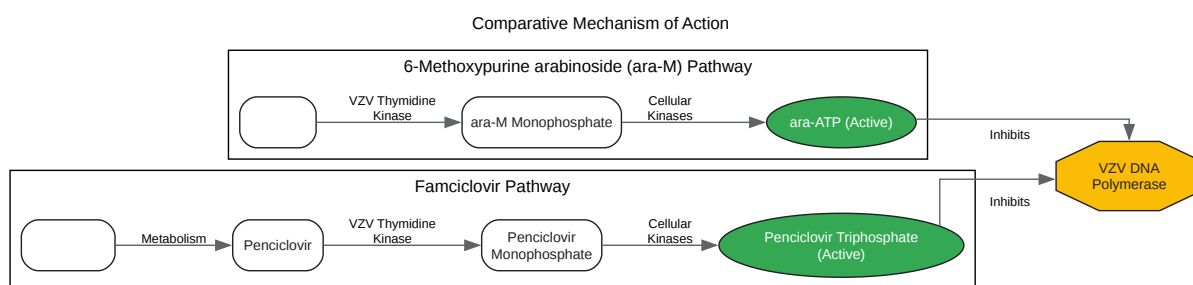 Comparative Mechanism of Action
6-Methoxypurine arabinoside (ara-M) Pathway
VZV Thymidine
Kinase
ara-M Monophosphate
Cellular
Kinases
ara-ATP (Active)
Inhibits
VZV DNA
Polymerase
Famciclovir Pathway
Metabolism
Penciclovir
VZV Thymidine
Kinase
Penciclovir
Monophosphate
Cellular
Kinases
Penciclovir Triphosphate
(Active)
Inhibits